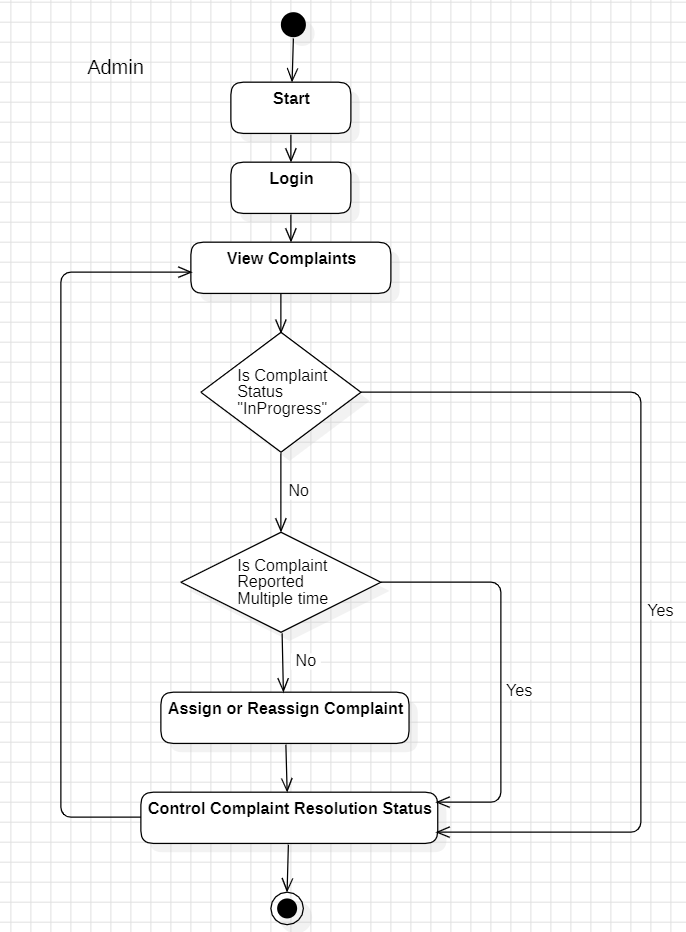 Admin
Start
Login
View Complaints
Is Complaint
Status
"InProgress"
No
Is Complaint
Reported
Multiple time
Yes
No
Yes
Assign or Reassign Complaint
Control Complaint Resolution Status